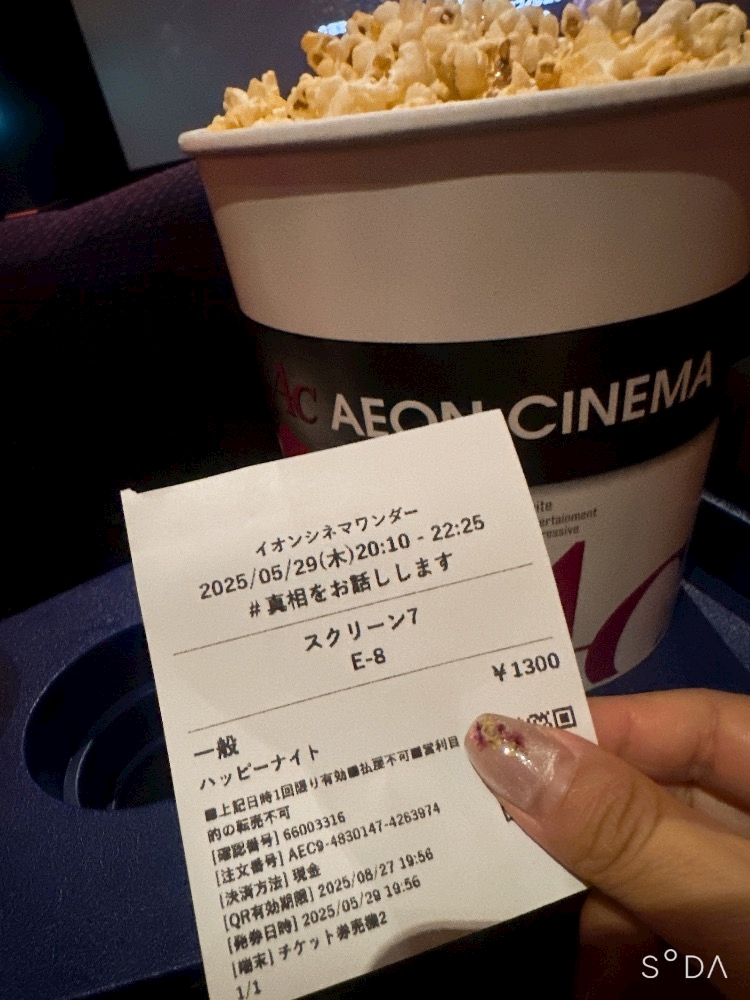 AC AEON CINEMA
イオンシネマワンダー
2025/05/29(木)20:10 - 22:25
#真相をお話しします
スクリーン7
E-8
¥1300
一般
ハッピーナイト
■上記日時1回限り有効■払戻不可■営利目
的の転売不可
[確認番号] 66003316
[注文番号] AEC9-4830147-4263974
[決済方法] 現金
[QR有効期限] 2025/08/27 19:56
[発券日時] 2025/05/29 19:56
[端末] チケット券売機2
1/1
SODA